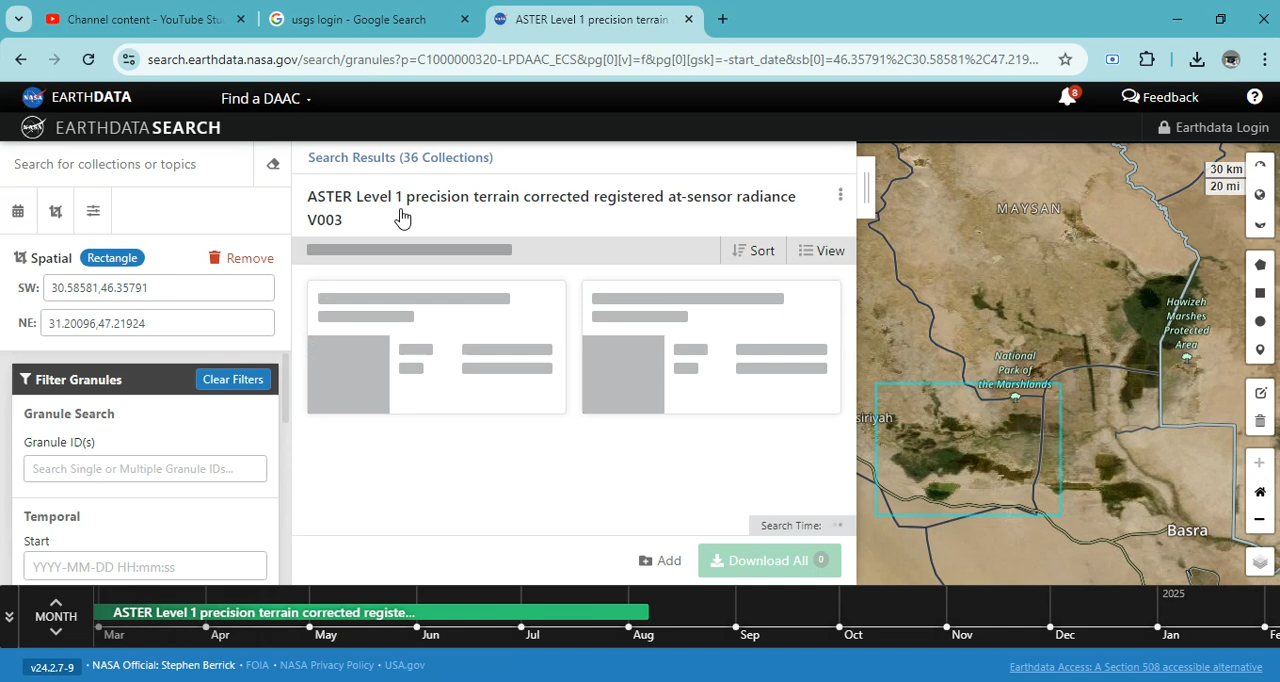 Channel content - YouTube Stu
usgs login - Google Search
ASTER Level 1 precision terrain
search.earthdata.nasa.gov/search/granules?p=C1000000320-LPDAAC_ECS&pg[0][v]=f&pg[0][gsk]=-start_date&sb[0]=46.35791%2C30.58581%2C47.219...
NASA EARTHDATA
Find a DAAC
8
Feedback
?
NASA EARTHDATA SEARCH
Earthdata Login
Search for collections or topics
Search Results (36 Collections)
ASTER Level 1 precision terrain corrected registered at-sensor radiance
V003
Sort
View
Spatial Rectangle Remove
SW: 30.58581,46.35791
NE: 31.20096,47.21924
Filter Granules
Clear Filters
Granule Search
Granule ID(s)
Search Single or Multiple Granule IDs...
Temporal
Start
YYYY-MM-DD HH:mm:ss
Search Time:
Add
Download All 0
30 km
20 mi
MAYSAN
Hawizeh
Marshes
Protected
Area
National
Park of
the Marshlands
siriyah
Basra
MONTH
ASTER Level 1 precision terrain corrected registe...
2025
Mar
Apr
May
Jun
Jul
Aug
Sep
Oct
Nov
Dec
Jan
Fe
v24.2.7-9 • NASA Official: Stephen Berrick • FOIA • NASA Privacy Policy • USA.gov
Earthdata Access: A Section 508 accessible alternative